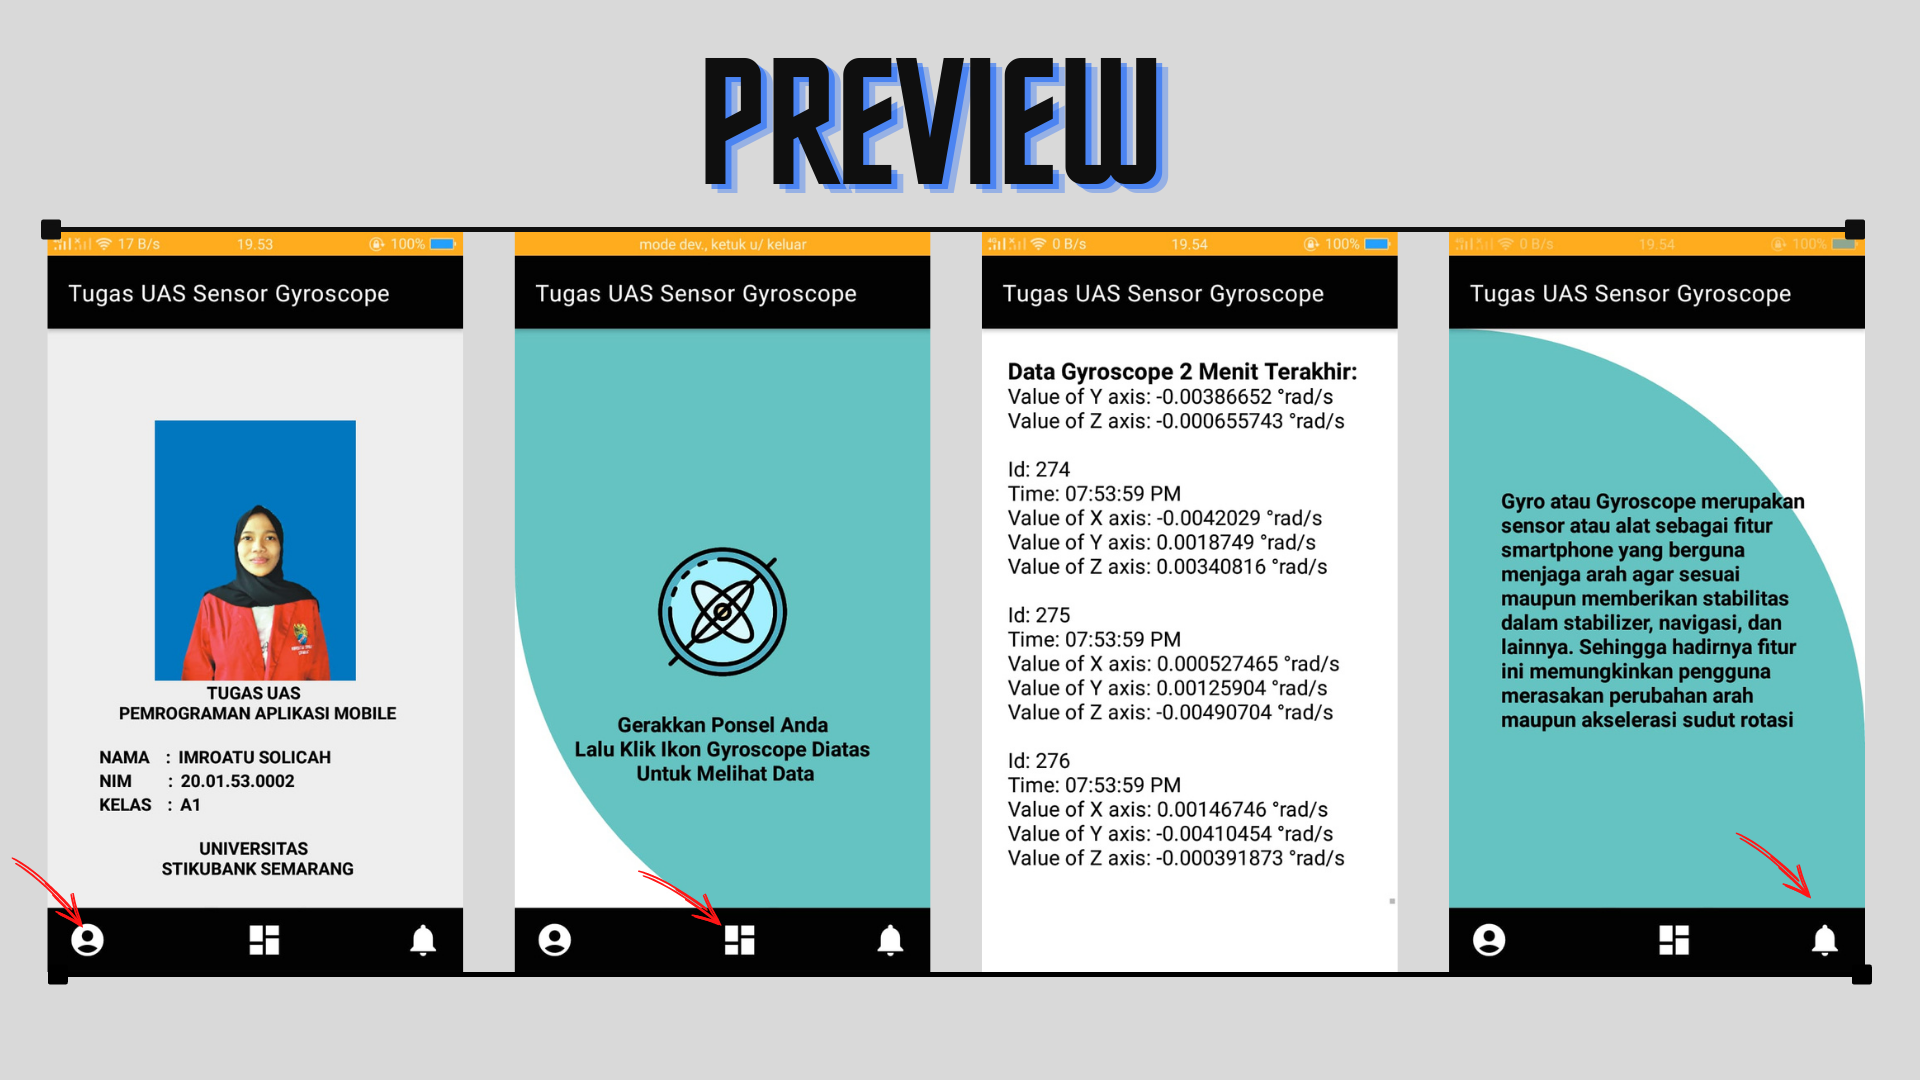 PREVIEW
17 B/s
19.53
100%
Tugas UAS Sensor Gyroscope
TUGAS UAS
PEMROGRAMAN APLIKASI MOBILE
NAMA : IMROATU SOLICAH
NIM : 20.01.53.0002
KELAS : A1
UNIVERSITAS
STIKUBANK SEMARANG
mode dev., ketuk u/ keluar
Tugas UAS Sensor Gyroscope
Gerakkan Ponsel Anda
Lalu Klik Ikon Gyroscope Diatas
Untuk Melihat Data
0 B/s
19.54
100%
Tugas UAS Sensor Gyroscope
Data Gyroscope 2 Menit Terakhir:
Value of Y axis: -0.00386652 °rad/s
Value of Z axis: -0.000655743 °rad/s
Id: 274
Time: 07:53:59 PM
Value of X axis: -0.0042029 °rad/s
Value of Y axis: 0.0018749 °rad/s
Value of Z axis: 0.00340816 °rad/s
Id: 275
Time: 07:53:59 PM
Value of X axis: 0.000527465 °rad/s
Value of Y axis: 0.00125904 °rad/s
Value of Z axis: -0.00490704 °rad/s
Id: 276
Time: 07:53:59 PM
Value of X axis: 0.00146746 °rad/s
Value of Y axis: -0.00410454 °rad/s
Value of Z axis: -0.000391873 °rad/s
0 B/s
19.54
100%
Tugas UAS Sensor Gyroscope
Gyro atau Gyroscope merupakan
sensor atau alat sebagai fitur
smartphone yang berguna
menjaga arah agar sesuai
maupun memberikan stabilitas
dalam stabilizer, navigasi, dan
lainnya. Sehingga hadirnya fitur
ini memungkinkan pengguna
merasakan perubahan arah
maupun akselerasi sudut rotasi